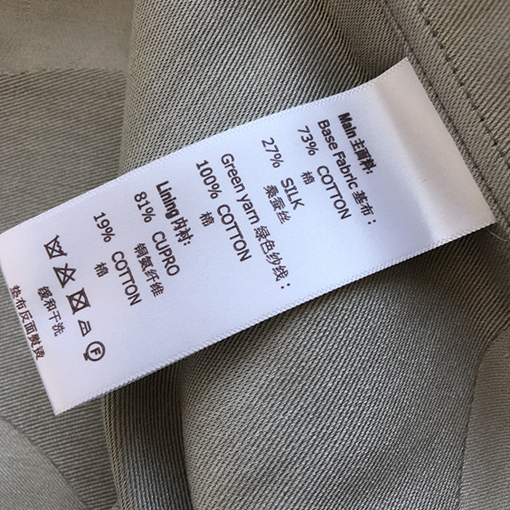 Main 主面料:
Base Fabric 基布：
73% COTTON
棉
27% SILK
桑蚕丝
Green yarn 绿色纱线：
100% COTTON
棉
Lining 内衬:
81% CUPRO
铜氨纤维
19% COTTON
棉
F
缓和干洗
垫布反面熨烫